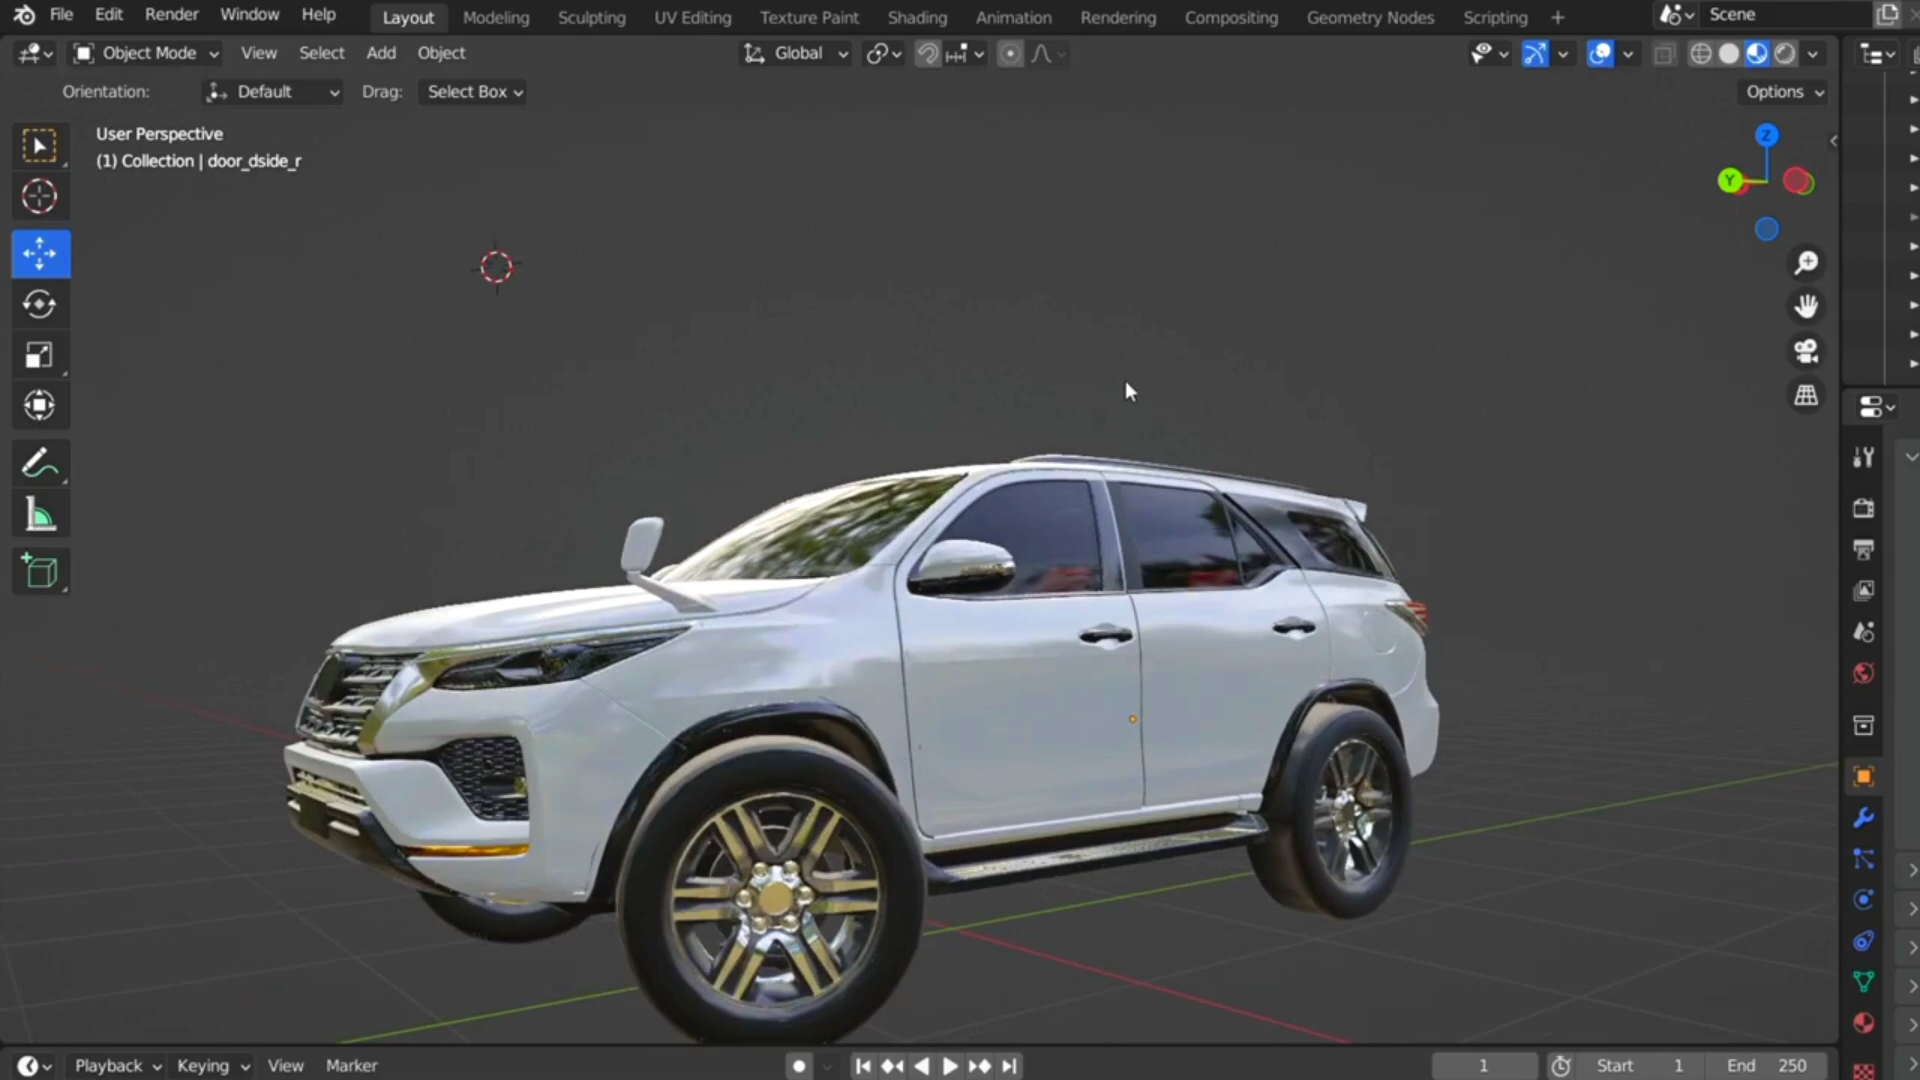 File Edit Render Window Help Layout Modeling Sculpting UV Editing Texture Paint Shading Animation Rendering Compositing Geometry Nodes Scripting + Scene
Object Mode View Select Add Object Global
Orientation: Default Drag: Select Box Options
User Perspective
(1) Collection | door_dside_r
Z
Y
Playback Keying View Marker 1 Start 1 End 250